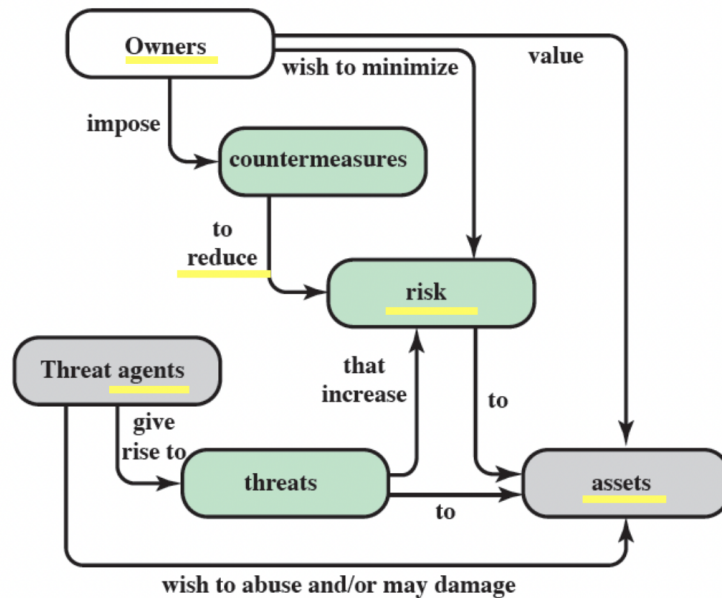 Owners
value
wish to minimize
impose
countermeasures
to
reduce
risk
Threat agents
that
increase
to
give
rise to
threats
assets
to
wish to abuse and/or may damage